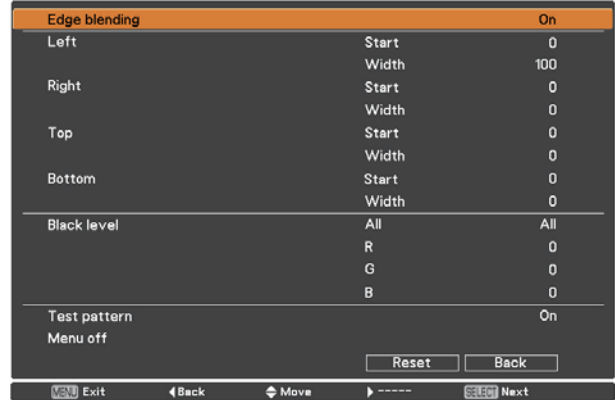 Edge blending On
Left Start 0
Width 100
Right Start 0
Width 0
Top Start 0
Width 0
Bottom Start 0
Width 0
Black level All All
R 0
G 0
B 0
Test pattern On
Menu off
Reset Back
MENU Exit Back Move ----- SELECT Next